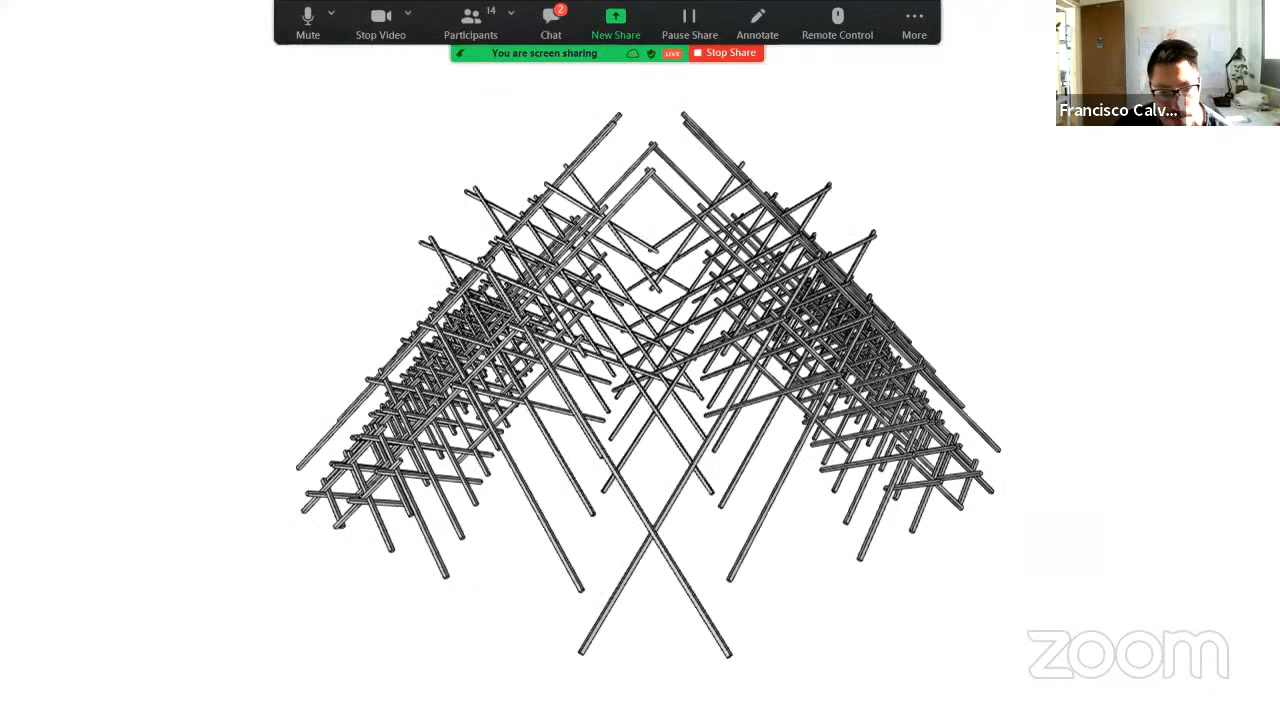 Mute
Stop Video
14
Participants
2
Chat
New Share
Pause Share
Annotate
Remote Control
More
You are screen sharing
LIVE
Stop Share
Francisco Calv...
zoom